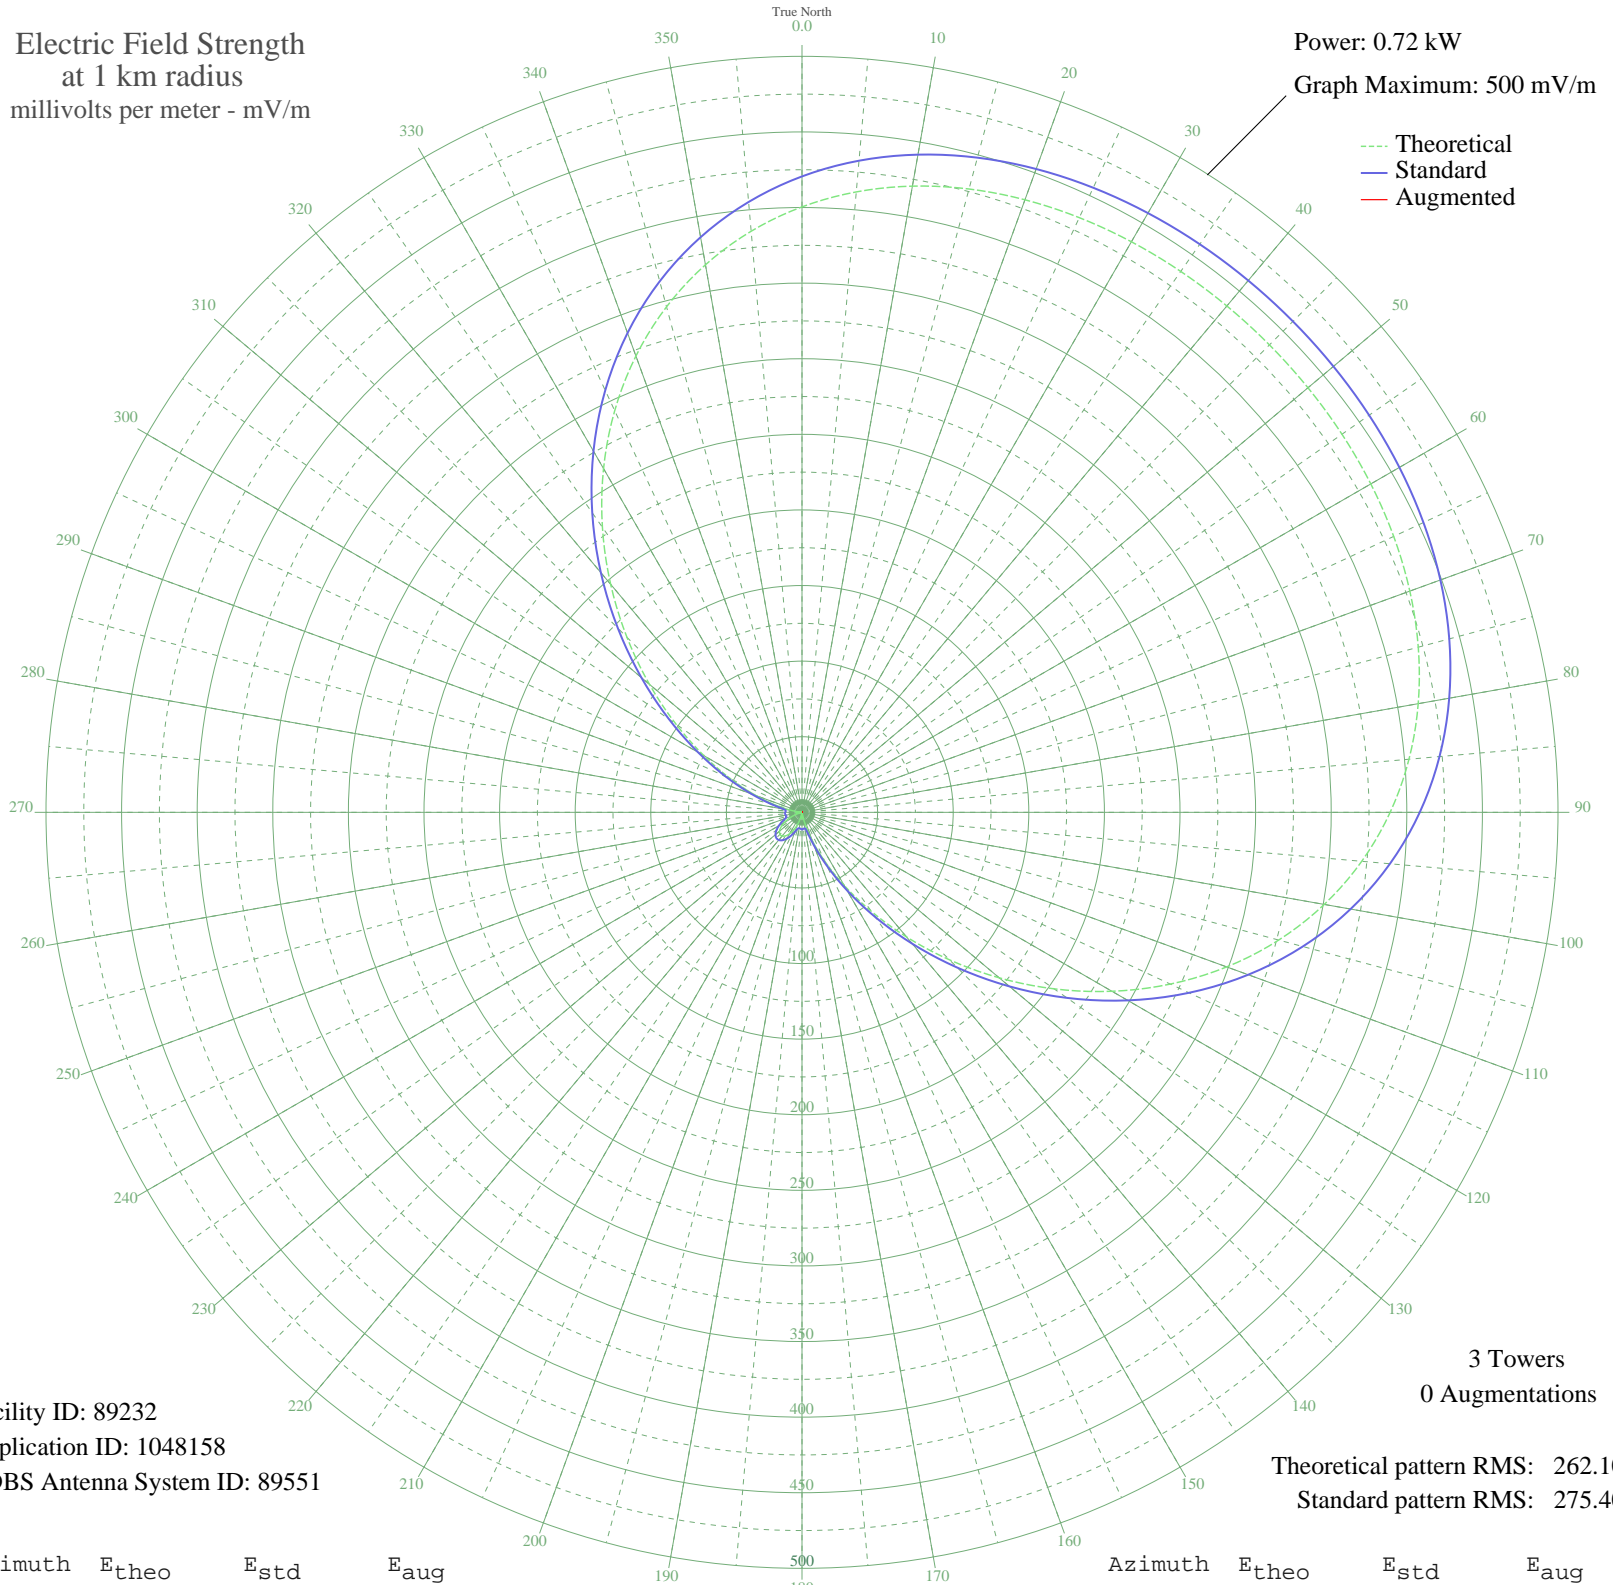 True North
0.0
Electric Field Strength
at 1 km radius
millivolts per meter - mV/m
Power: 0.72 kW
Graph Maximum: 500 mV/m
Theoretical
Standard
Augmented
10
20
30
40
50
60
70
80
90
100
110
120
130
140
150
160
170
190
200
210
220
230
240
250
260
270
280
290
300
310
320
330
340
350
100
150
200
250
300
350
400
450
500
3 Towers
0 Augmentations
cility ID: 89232
plication ID: 1048158
DBS Antenna System ID: 89551
Theoretical pattern RMS: 262.1
Standard pattern RMS: 275.4
imuth Etheo Estd Eaug
Azimuth Etheo Estd Eaug